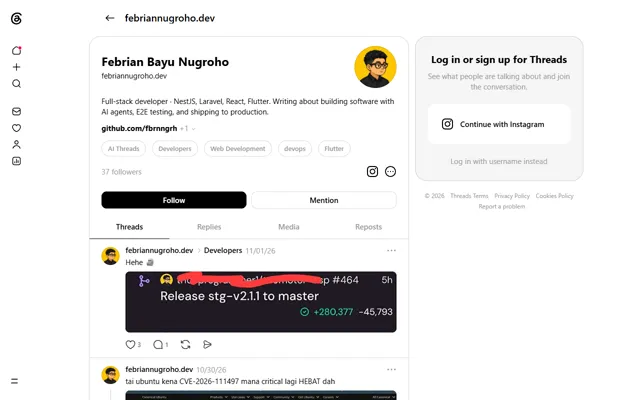 febriannugroho.dev
Febrian Bayu Nugroho
febriannugroho.dev
Full-stack developer · NestJS, Laravel, React, Flutter. Writing about building software with
AI agents, E2E testing, and shipping to production.
github.com/fbrnngrh +1
AI Threads
Developers
Web Development
devops
Flutter
37 followers
Follow
Mention
Threads
Replies
Media
Reposts
febriannugroho.dev > Developers 11/01/26
Hehe
#464 5h
Release stg-v2.1.1 to master
+280,377 -45,793
3
1
febriannugroho.dev 10/30/26
tai ubuntu kena CVE-2026-111497 mana critical lagi HEBAT dah
Log in or sign up for Threads
See what people are talking about and join
the conversation.
Continue with Instagram
Log in with username instead
© 2026 Threads Terms Privacy Policy Cookies Policy
Report a problem